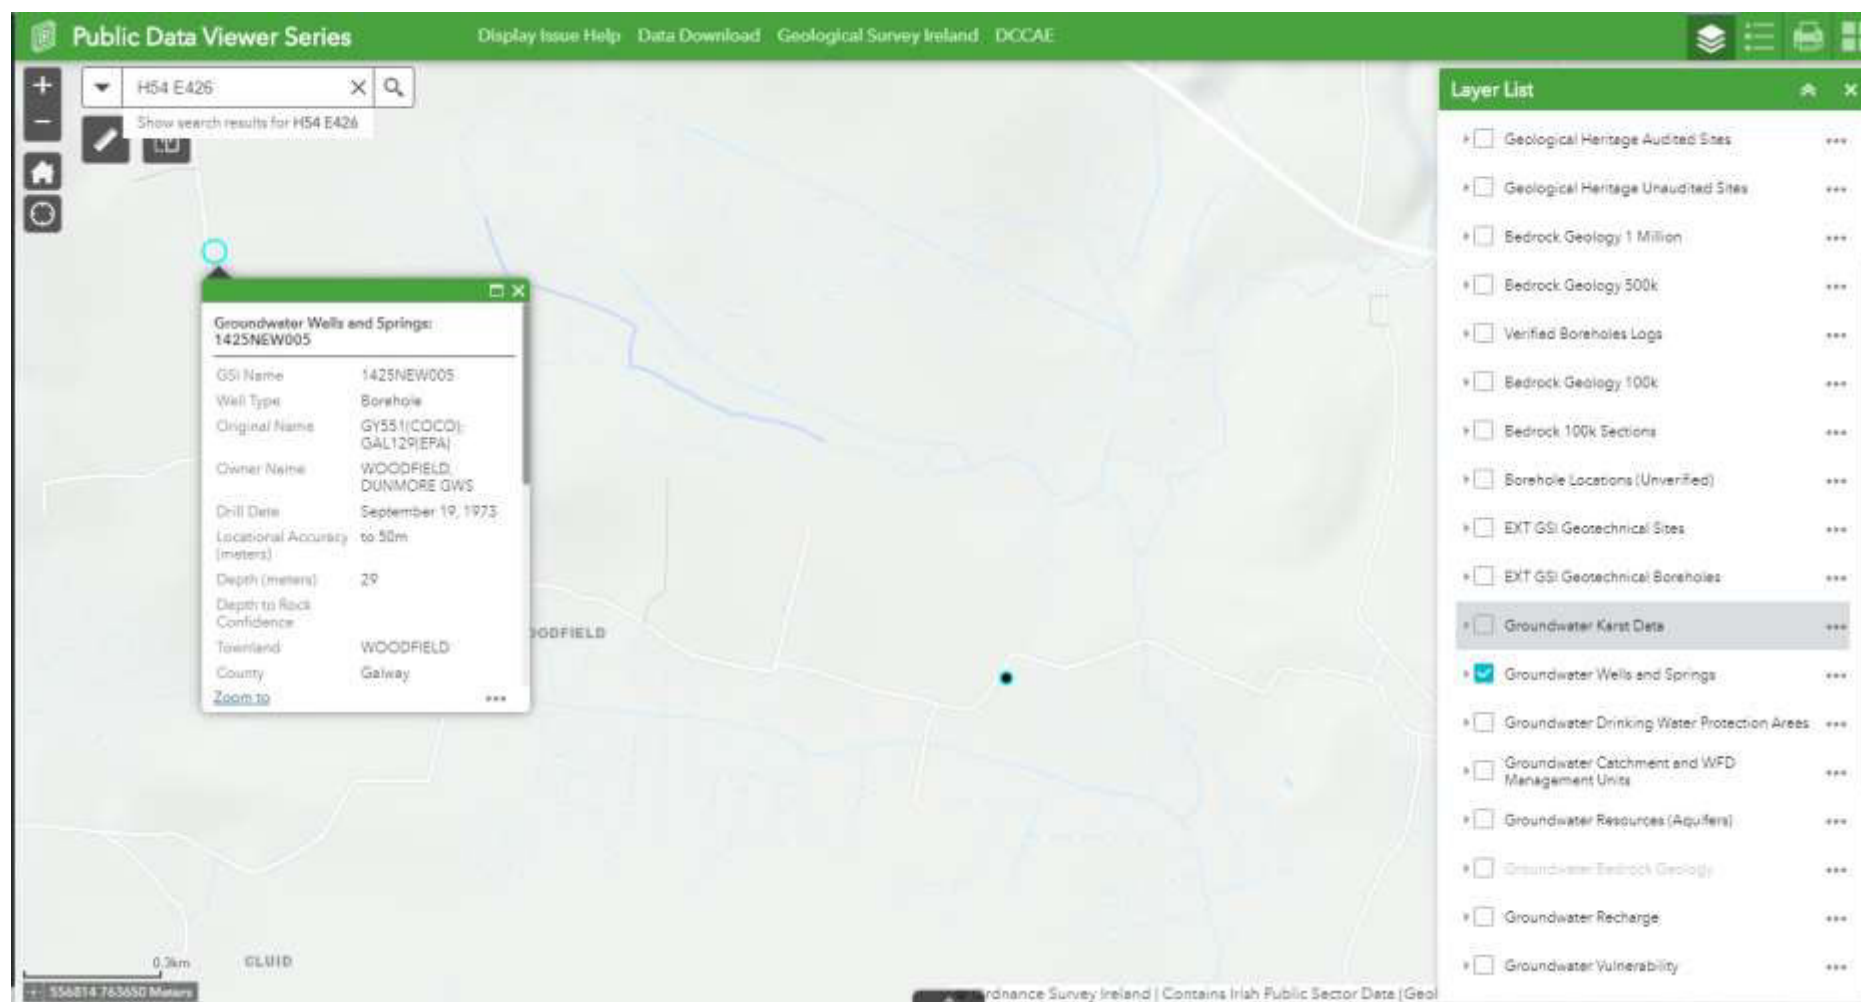 Public Data Viewer Series Display Issue Help Data Download Geological Survey Ireland DCCAE
H54 E426
Show search results for H54 E426
Groundwater Wells and Springs:
1425NEW005
GSI Name 1425NEW005
Well Type Borehole
Original Name GY551(COCO);
GAL129(EPA)
Owner Name WOODFIELD,
DUNMORE GWS
Drill Date September 19, 1973
Locational Accuracy to 50m
(meters)
Depth (meters) 29
Depth to Rock
Confidence
Townland WOODFIELD
County Galway
Zoom to
OODFIELD
CLUID
0.3km
556814 763650 Meters
rdnance Survey Ireland | Contains Irish Public Sector Data (Geol
Layer List
Geological Heritage Audited Sites
Geological Heritage Unaudited Sites
Bedrock Geology 1 Million
Bedrock Geology 500k
Verified Boreholes Logs
Bedrock Geology 100k
Bedrock 100k Sections
Borehole Locations (Unverified)
EXT GSI Geotechnical Sites
EXT GSI Geotechnical Boreholes
Groundwater Karst Data
Groundwater Wells and Springs
Groundwater Drinking Water Protection Areas
Groundwater Catchment and WFD
Management Units
Groundwater Resources (Aquifers)
Groundwater Bedrock Geology
Groundwater Recharge
Groundwater Vulnerability